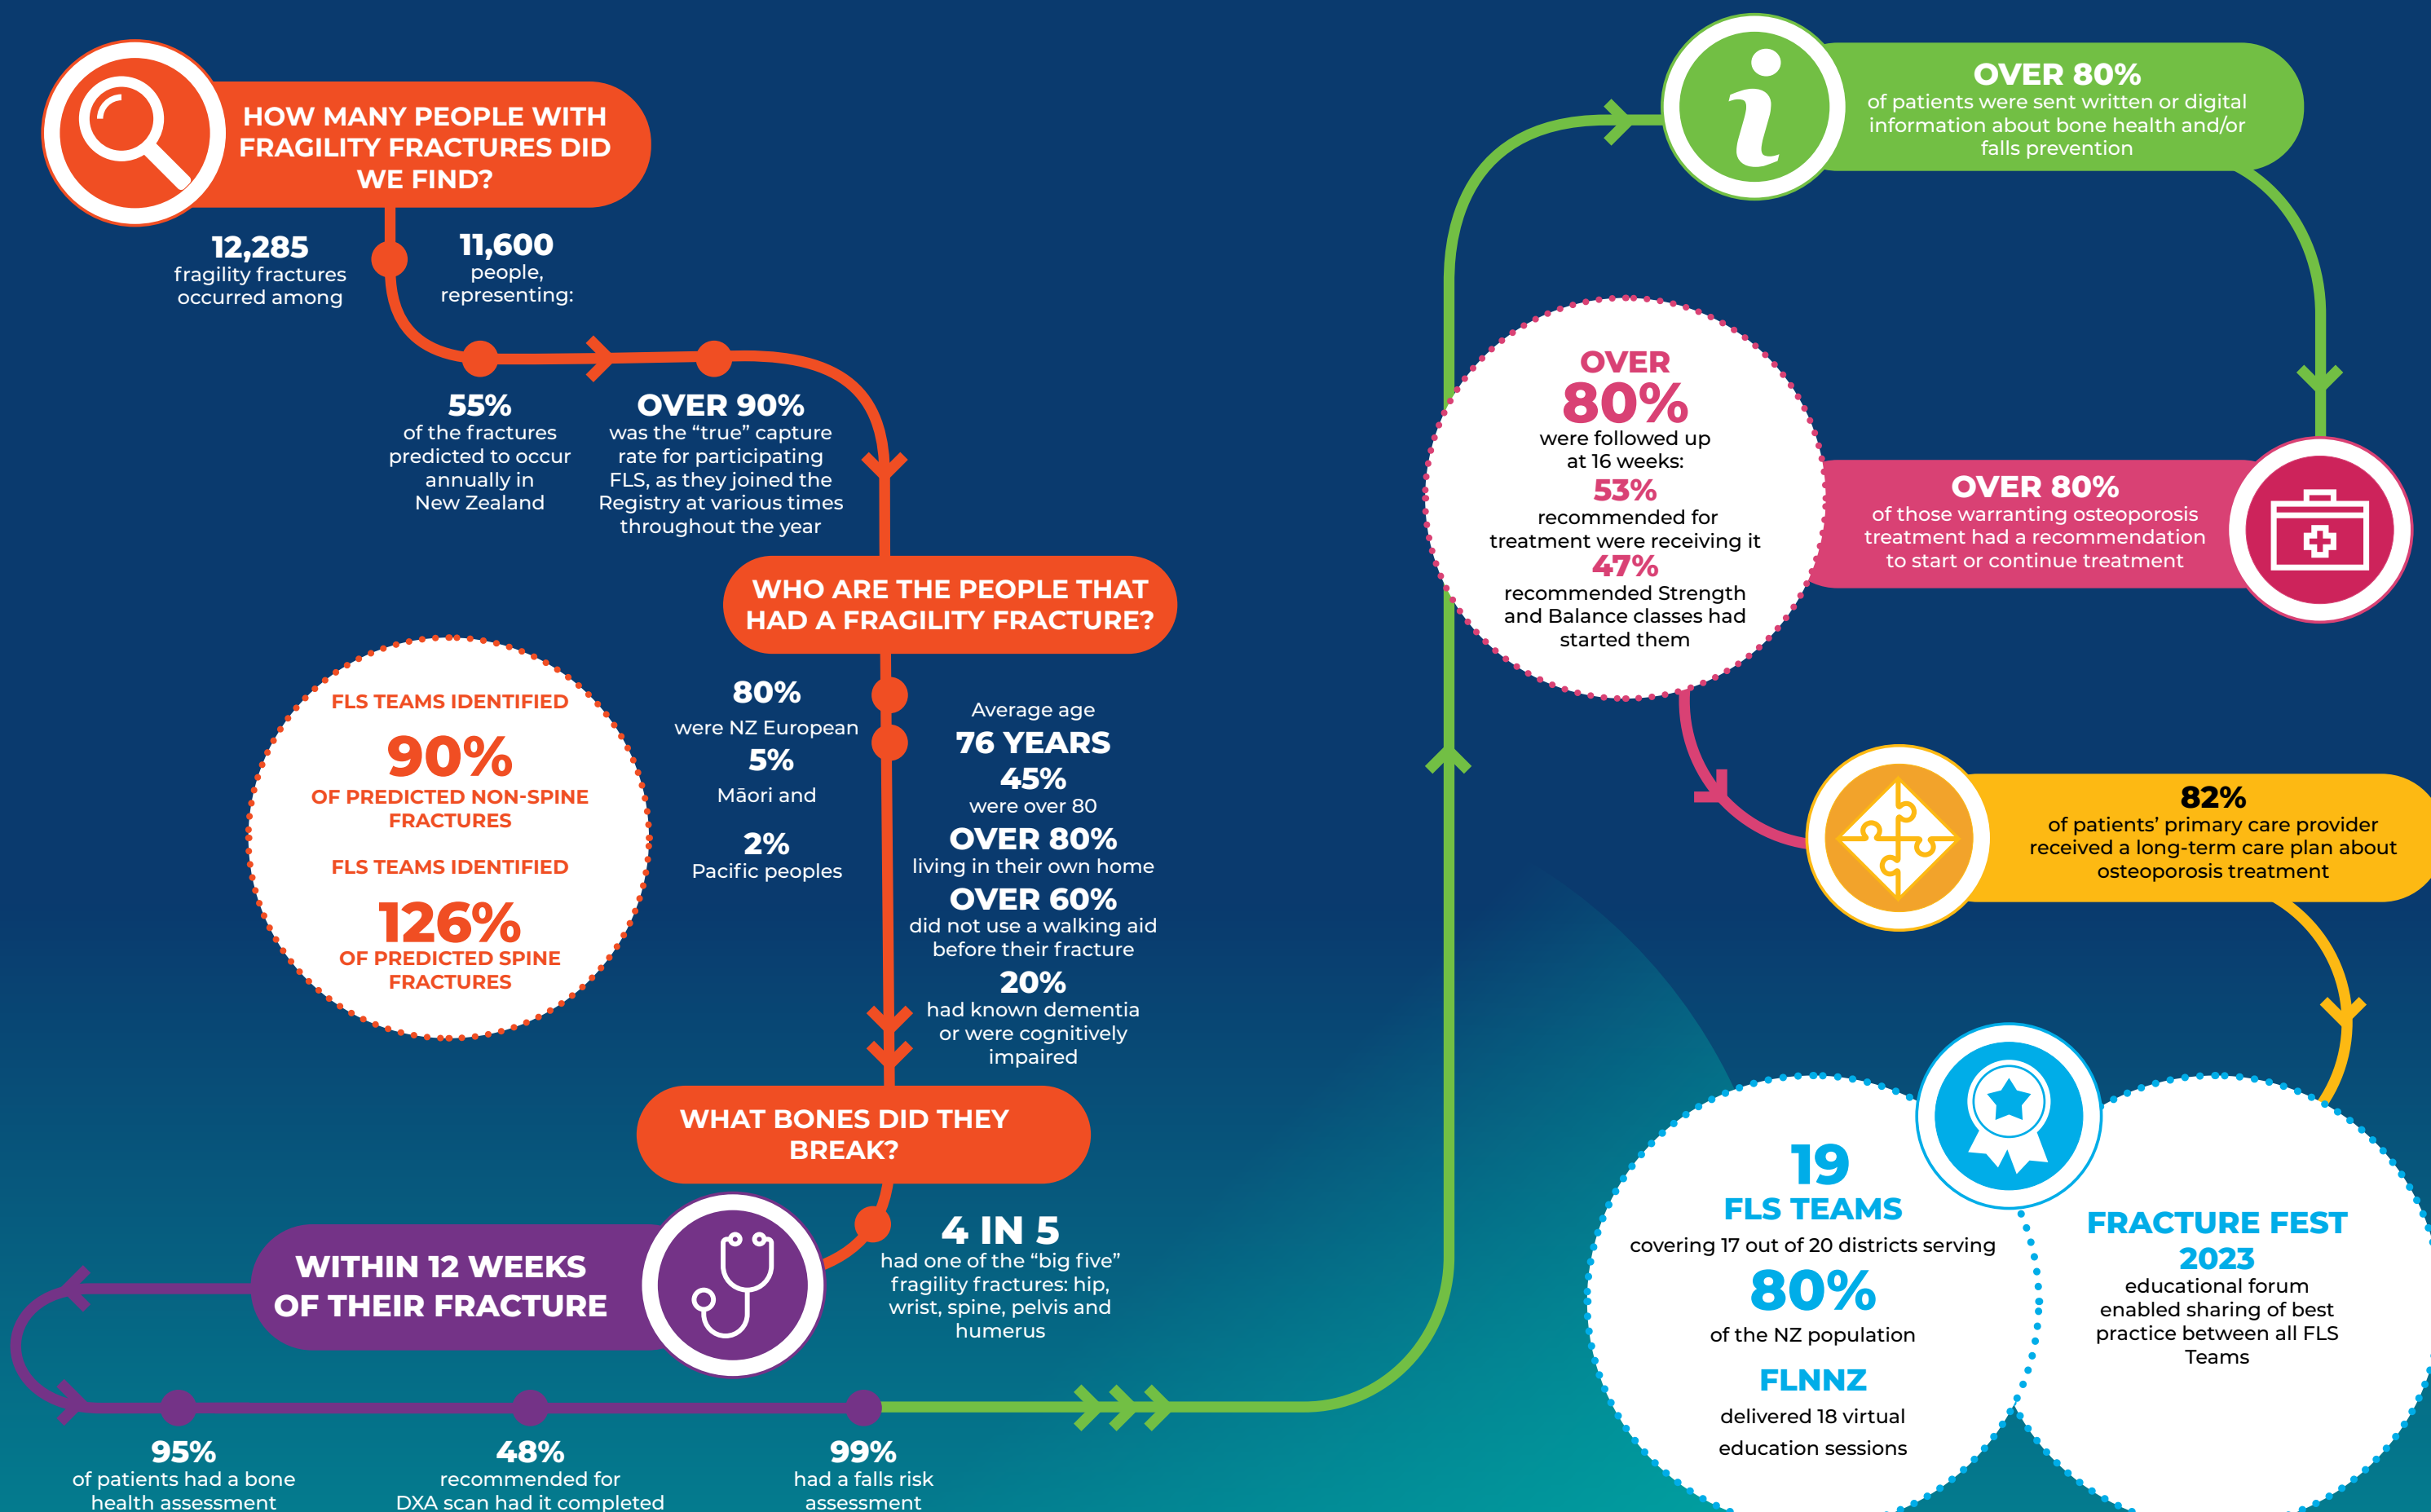 HOW MANY PEOPLE WITH
FRAGILITY FRACTURES DID
WE FIND?
12,285
fragility fractures
occurred among
11,600
people,
representing:
55%
of the fractures
predicted to occur
annually in
New Zealand
OVER 90%
was the “true” capture
rate for participating
FLS, as they joined the
Registry at various times
throughout the year
WHO ARE THE PEOPLE THAT
HAD A FRAGILITY FRACTURE?
FLS TEAMS IDENTIFIED
90%
OF PREDICTED NON-SPINE
FRACTURES
FLS TEAMS IDENTIFIED
126%
OF PREDICTED SPINE
FRACTURES
80%
were NZ European
5%
Māori and
2%
Pacific peoples
Average age
76 YEARS
45%
were over 80
OVER 80%
living in their own home
OVER 60%
did not use a walking aid
before their fracture
20%
had known dementia
or were cognitively
impaired
WHAT BONES DID THEY
BREAK?
4 IN 5
had one of the “big five”
fragility fractures: hip,
wrist, spine, pelvis and
humerus
WITHIN 12 WEEKS
OF THEIR FRACTURE
95%
of patients had a bone
health assessment
48%
recommended for
DXA scan had it completed
99%
had a falls risk
assessment
i
OVER 80%
of patients were sent written or digital
information about bone health and/or
falls prevention
OVER 80%
of those warranting osteoporosis
treatment had a recommendation
to start or continue treatment
OVER
80%
were followed up
at 16 weeks:
53%
recommended for
treatment were receiving it
47%
recommended Strength
and Balance classes had
started them
82%
of patients’ primary care provider
received a long-term care plan about
osteoporosis treatment
19
FLS TEAMS
covering 17 out of 20 districts serving
80%
of the NZ population
FLNNZ
delivered 18 virtual
education sessions
FRACTURE FEST
2023
educational forum
enabled sharing of best
practice between all FLS
Teams